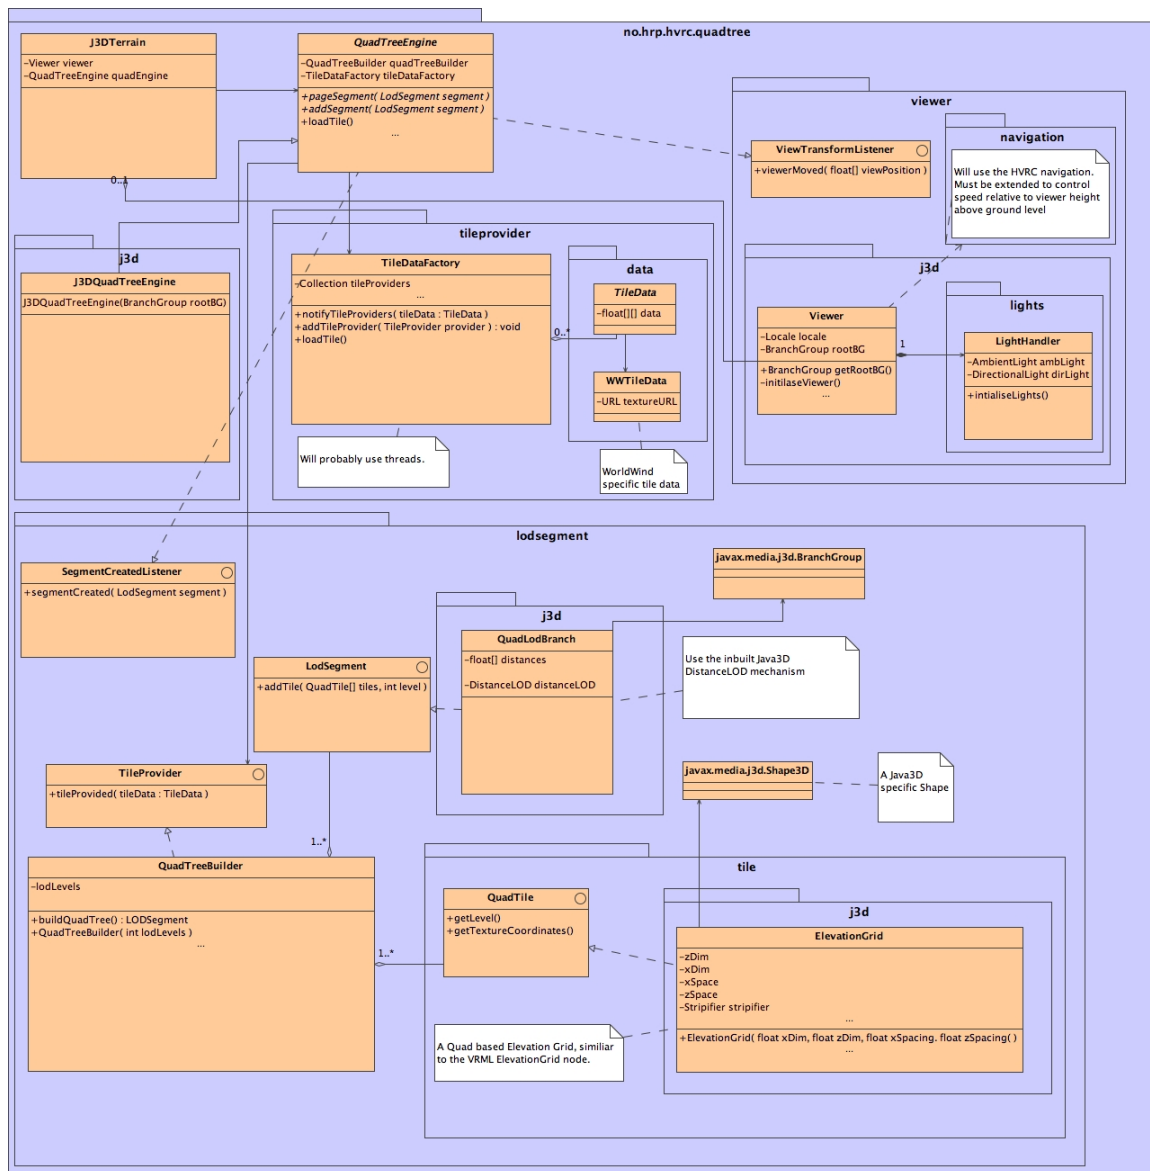 no.hrp.hvrc.quadtree
J3DTerrain
-Viewer viewer
-QuadTreeEngine quadEngine
0..1
QuadTreeEngine
-QuadTreeBuilder quadTreeBuilder
-TileDataFactory tileDataFactory
+pageSegment( LodSegment segment )
+addSegment( LodSegment segment )
+loadTile()
...
viewer
ViewTransformListener
+viewerMoved( float[] viewPosition )
navigation
Will use the HVRC navigation.
Must be extended to control
speed relative to viewer height
above ground level
j3d
J3DQuadTreeEngine
J3DQuadTreeEngine(BranchGroup rootBG)
tileprovider
TileDataFactory
-Collection tileProviders
...
+notifyTileProviders( tileData : TileData )
+addTileProvider( TileProvider provider ) : void
+loadTile()
0..*
Will probably use threads.
data
TileData
-float[][] data
WWTileData
-URL textureURL
WorldWind
specific tile data
j3d
Viewer
-Locale locale
-BranchGroup rootBG
+BranchGroup getRootBG()
-initilaseViewer()
...
1
lights
LightHandler
-AmbientLight ambLight
-DirectionalLight dirLight
+intialiseLights()
lodsegment
SegmentCreatedListener
+segmentCreated( LodSegment segment )
LodSegment
+addTile( QuadTile[] tiles, int level )
j3d
QuadLodBranch
-float[] distances
-DistanceLOD distanceLOD
javax.media.j3d.BranchGroup
Use the inbuilt Java3D
DistanceLOD mechanism
TileProvider
+tileProvided( tileData : TileData )
javax.media.j3d.Shape3D
A Java3D
specific Shape
1..*
QuadTreeBuilder
-lodLevels
+buildQuadTree() : LODSegment
+QuadTreeBuilder( int lodLevels )
...
1..*
tile
QuadTile
+getLevel()
+getTextureCoordinates()
j3d
ElevationGrid
-zDim
-xDim
-xSpace
-zSpace
-Stripifier stripifier
...
+ElevationGrid( float xDim, float zDim, float xSpacing. float zSpacing( )
...
A Quad based Elevation Grid, similiar
to the VRML ElevationGrid node.